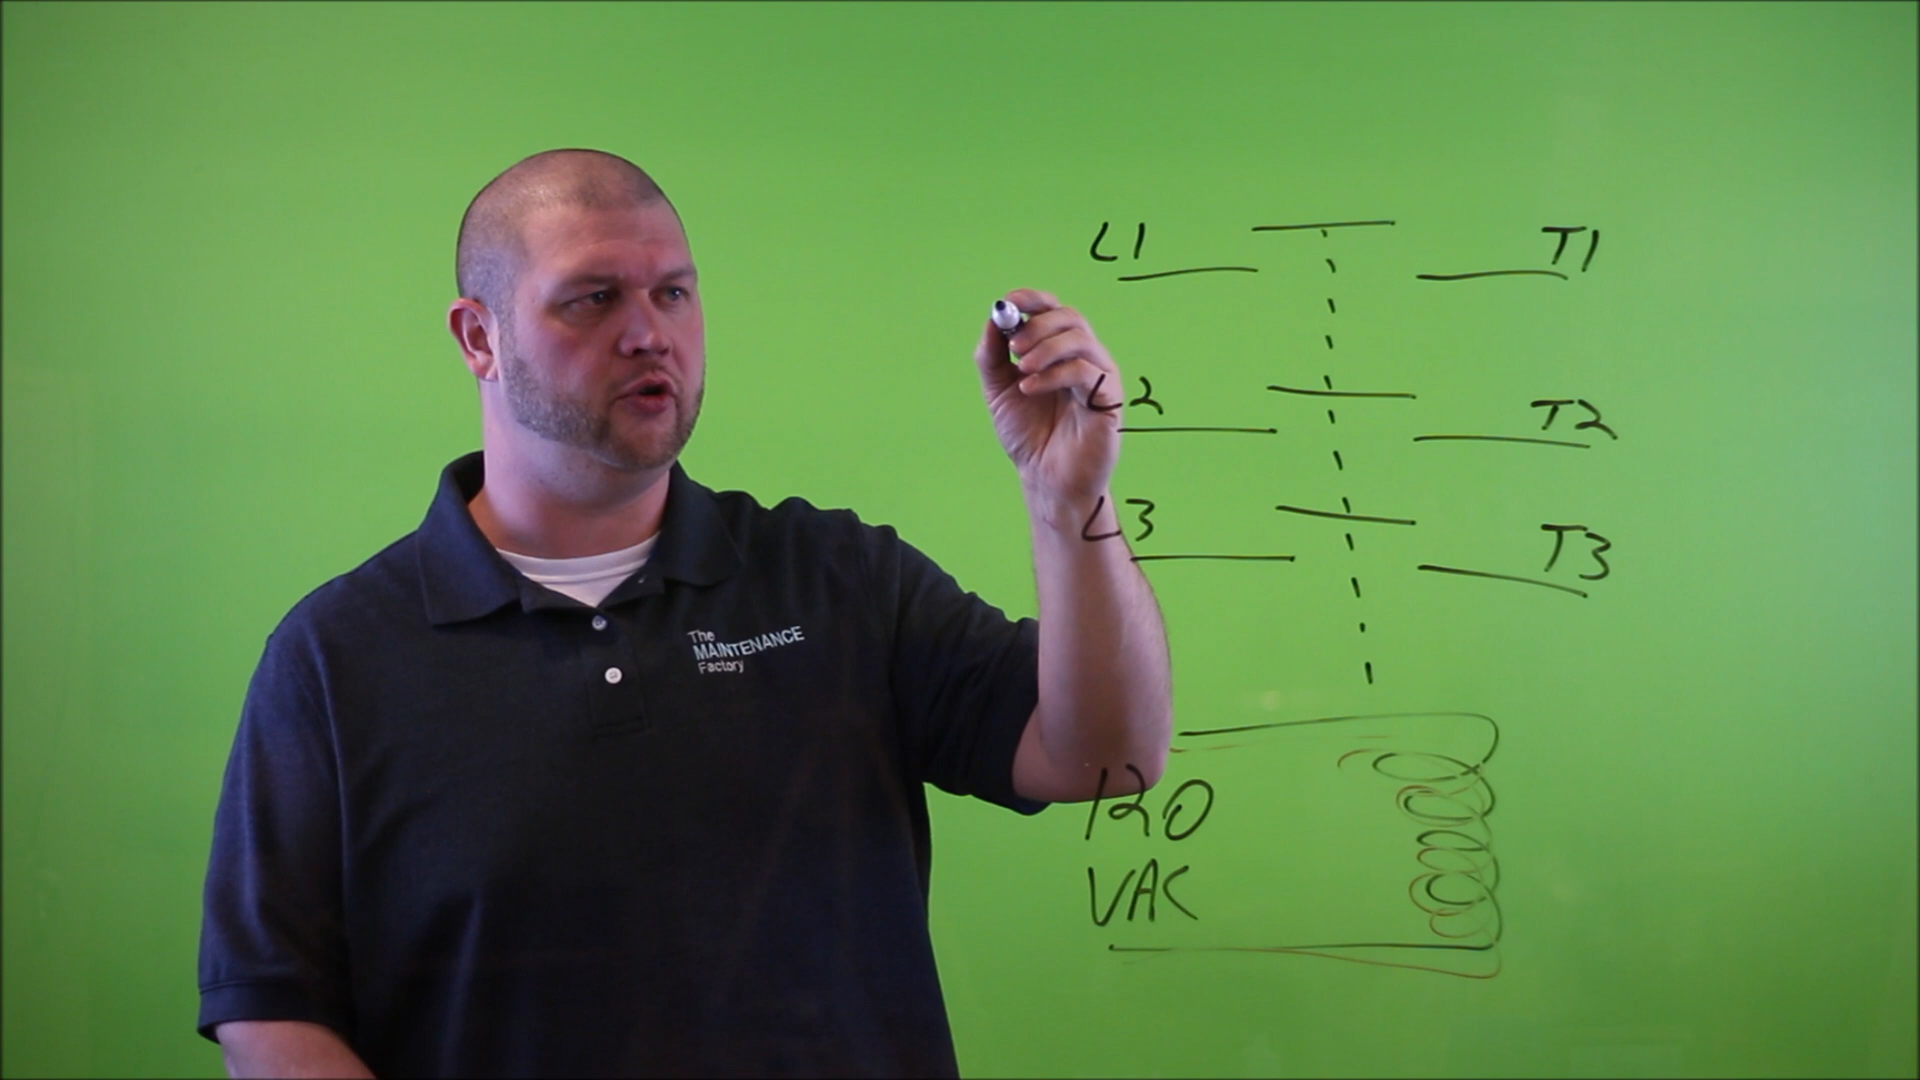 L1
T1
L2
T2
L3
T3
The
MAINTENANCE
Factory
120
VAC